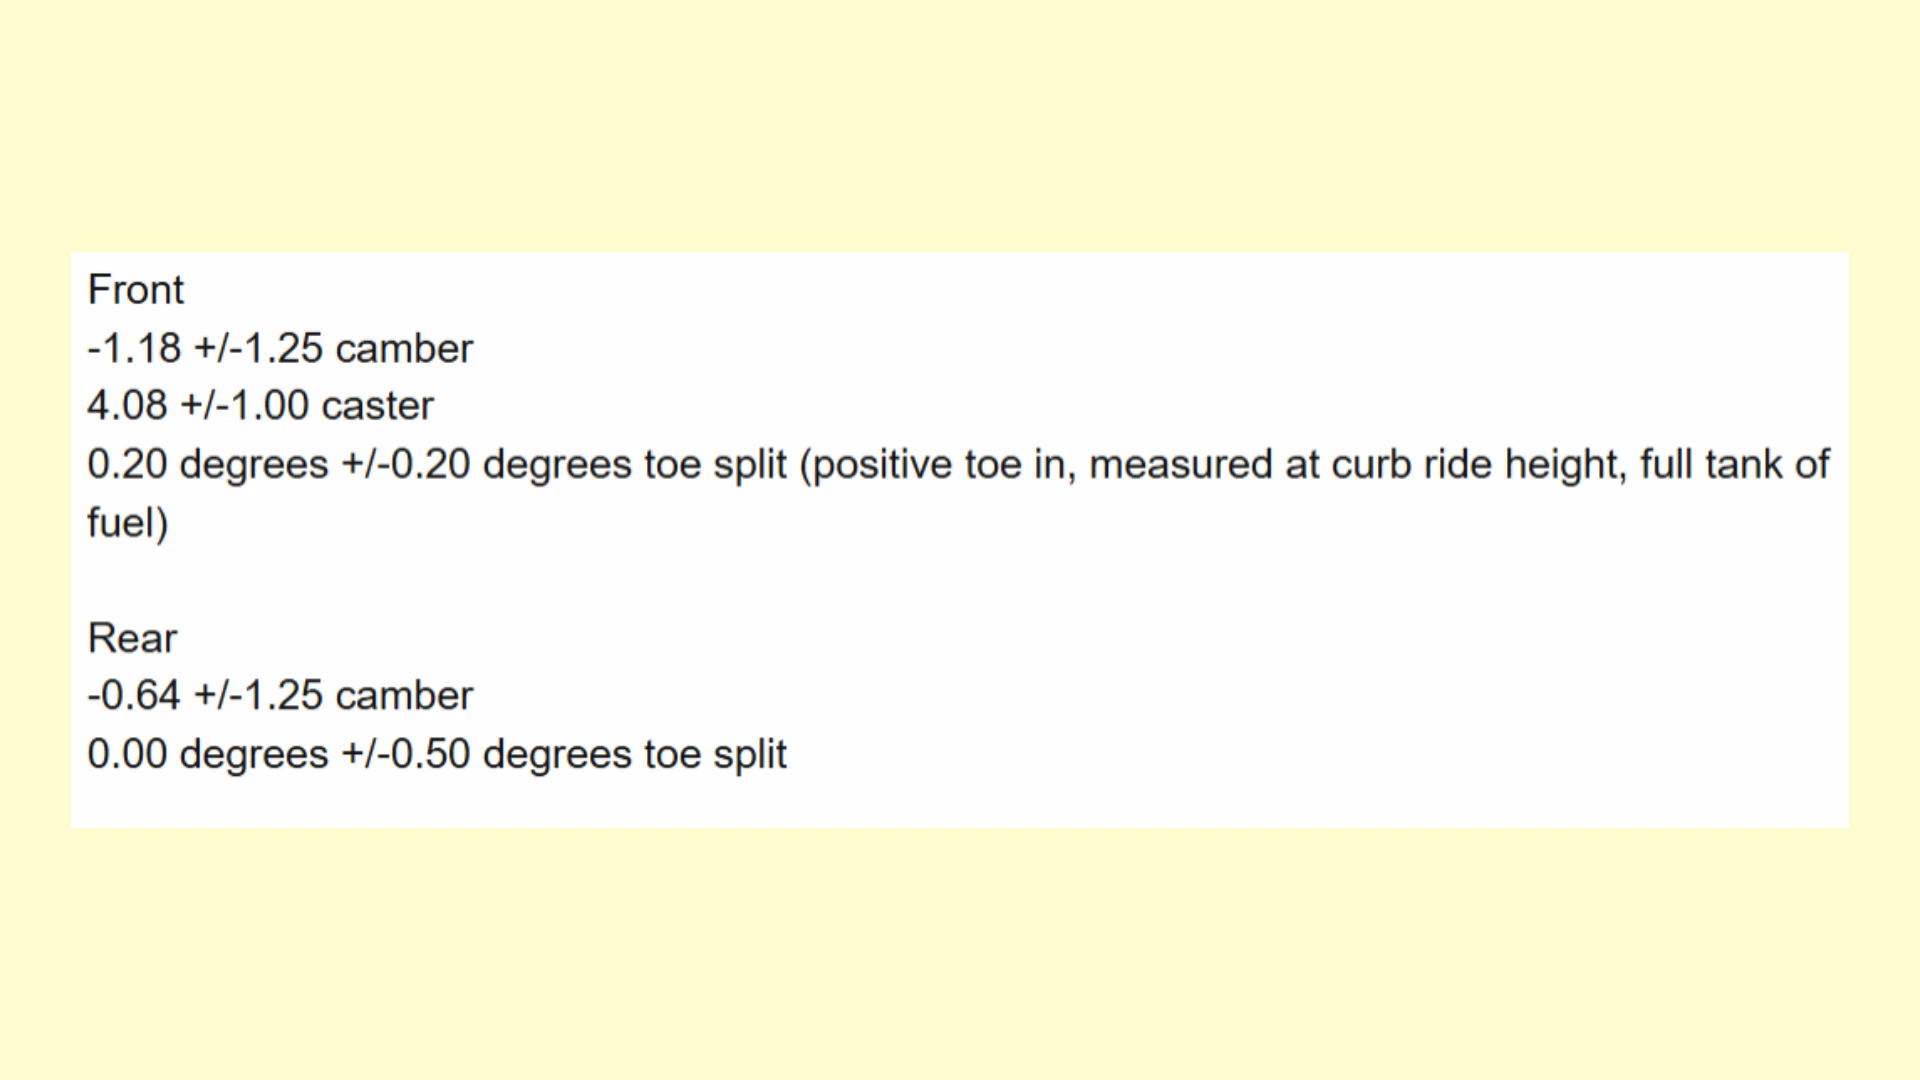 Front
-1.18 +/-1.25 camber
4.08 +/-1.00 caster
0.20 degrees +/-0.20 degrees toe split (positive toe in, measured at curb ride height, full tank of
fuel)
Rear
-0.64 +/-1.25 camber
0.00 degrees +/-0.50 degrees toe split